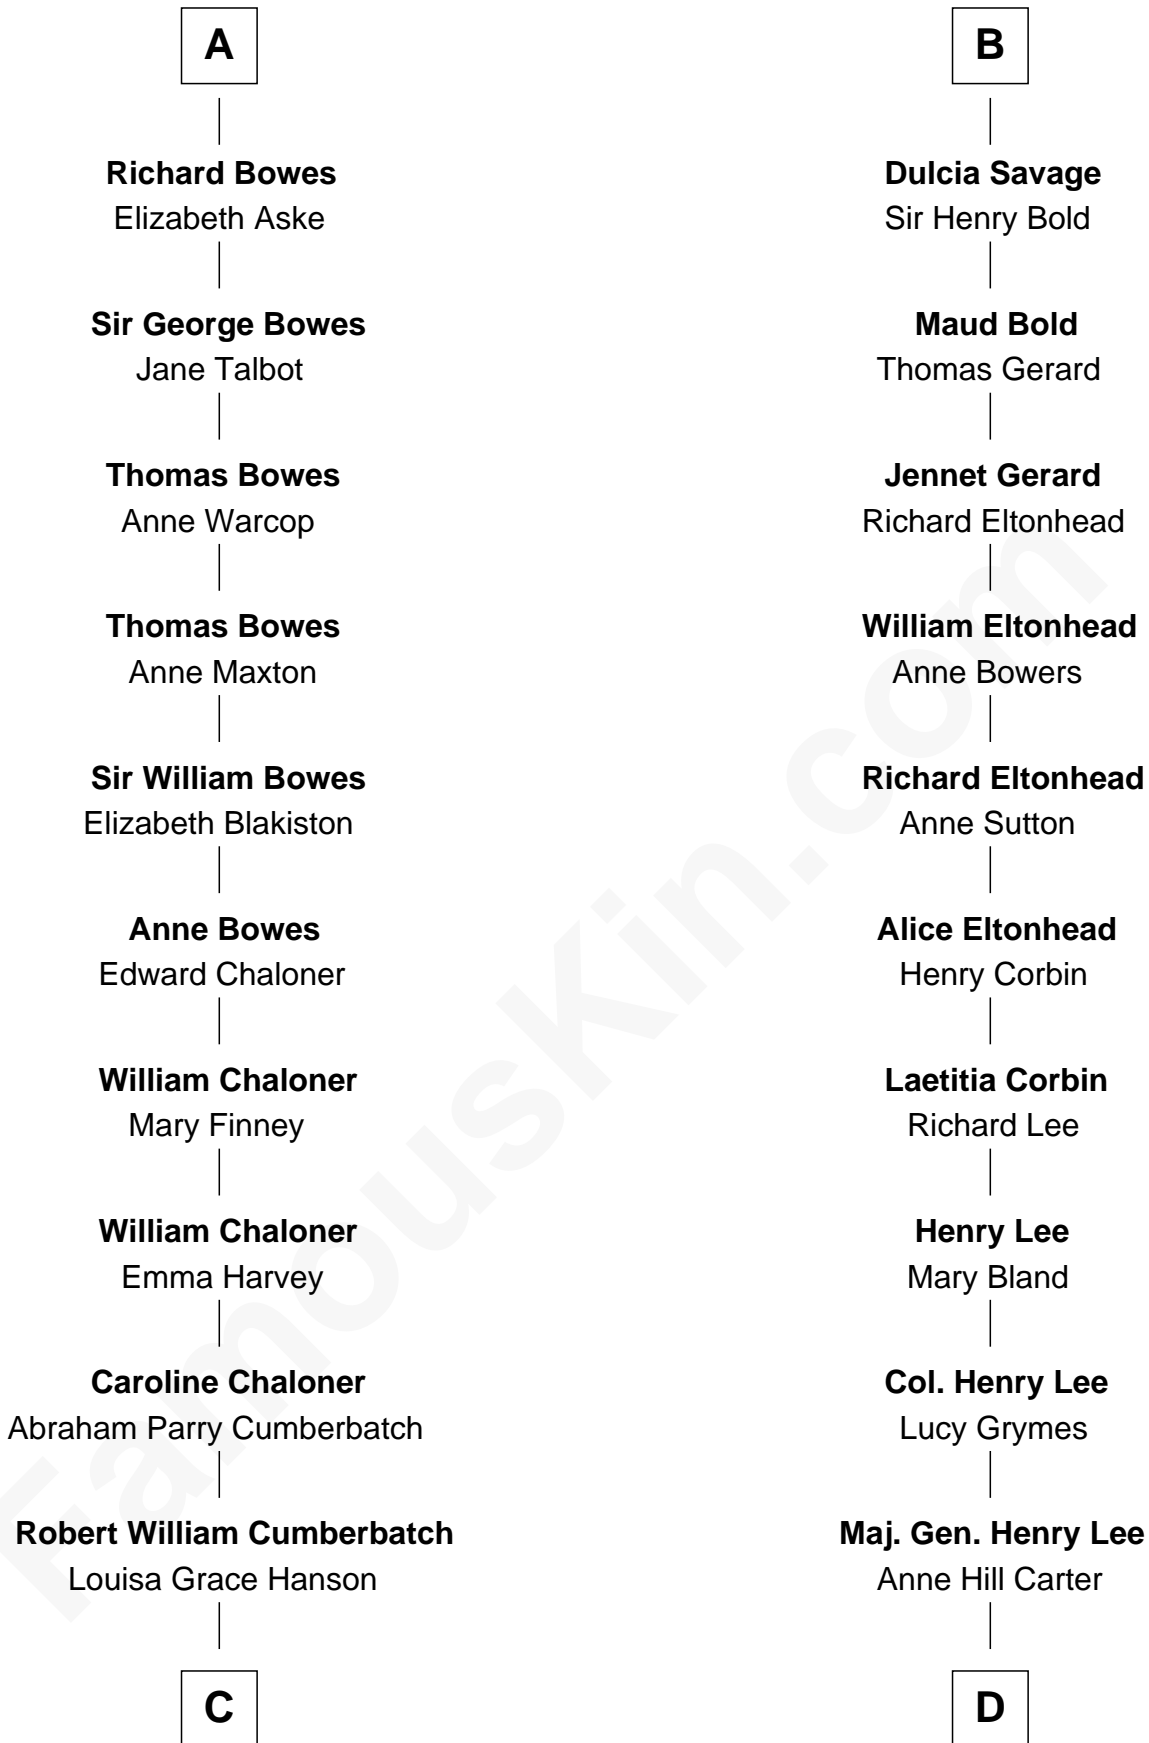 A
Richard Bowes
Elizabeth Aske
Sir George Bowes
Jane Talbot
Thomas Bowes
Anne Warcop
Thomas Bowes
Anne Maxton
Sir William Bowes
Elizabeth Blakiston
Anne Bowes
Edward Chaloner
William Chaloner
Mary Finney
William Chaloner
Emma Harvey
Caroline Chaloner
Abraham Parry Cumberbatch
Robert William Cumberbatch
Louisa Grace Hanson
C
B
Dulcia Savage
Sir Henry Bold
Maud Bold
Thomas Gerard
Jennet Gerard
Richard Eltonhead
William Eltonhead
Anne Bowers
Richard Eltonhead
Anne Sutton
Alice Eltonhead
Henry Corbin
Laetitia Corbin
Richard Lee
Henry Lee
Mary Bland
Col. Henry Lee
Lucy Grymes
Maj. Gen. Henry Lee
Anne Hill Carter
D
FamousKin.com